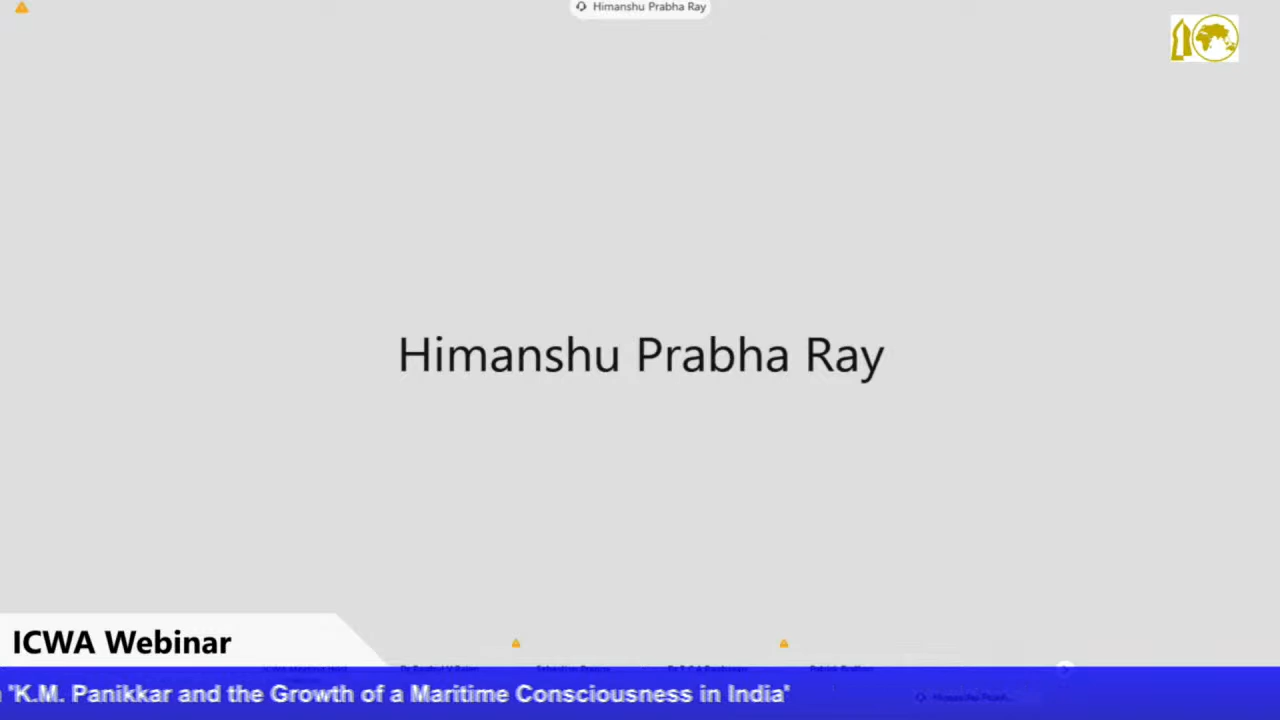 Himanshu Prabha Ray
Himanshu Prabha Ray
ICWA Webinar
'K.M. Panikkar and the Growth of a Maritime Consciousness in India'